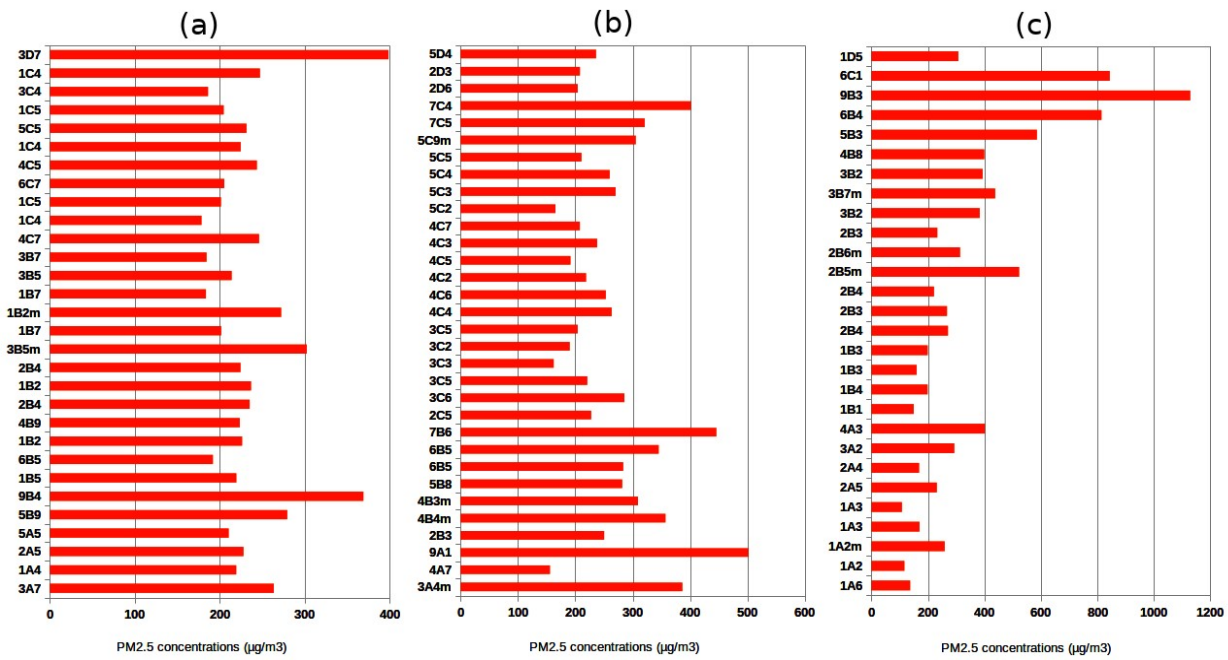 (a)
3D7
1C4
3C4
1C5
5C5
1C4
4C5
6C7
1C5
1C4
4C7
3B7
3B5
1B7
1B2m
1B7
3B5m
2B4
1B2
2B4
4B9
1B2
6B5
1B5
9B4
5B9
5A5
2A5
1A4
3A7
0 100 200 300 400
PM2.5 concentrations (µg/m3)
(b)
5D4
2D3
2D6
7C4
7C5
5C9m
5C5
5C4
5C3
5C2
4C7
4C3
4C5
4C2
4C6
4C4
3C5
3C2
3C3
3C5
3C6
2C5
7B6
6B5
6B5
5B8
4B3m
4B4m
2B3
9A1
4A7
3A4m
0 100 200 300 400 500 600
PM2.5 concentrations (µg/m3)
(c)
1D5
6C1
9B3
6B4
5B3
4B8
3B2
3B7m
3B2
2B3
2B6m
2B5m
2B4
2B3
2B4
1B3
1B3
1B4
1B1
4A3
3A2
2A4
2A5
1A3
1A3
1A2m
1A2
1A6
0 200 400 600 800 1000 1200
PM2.5 concentrations (µg/m3)